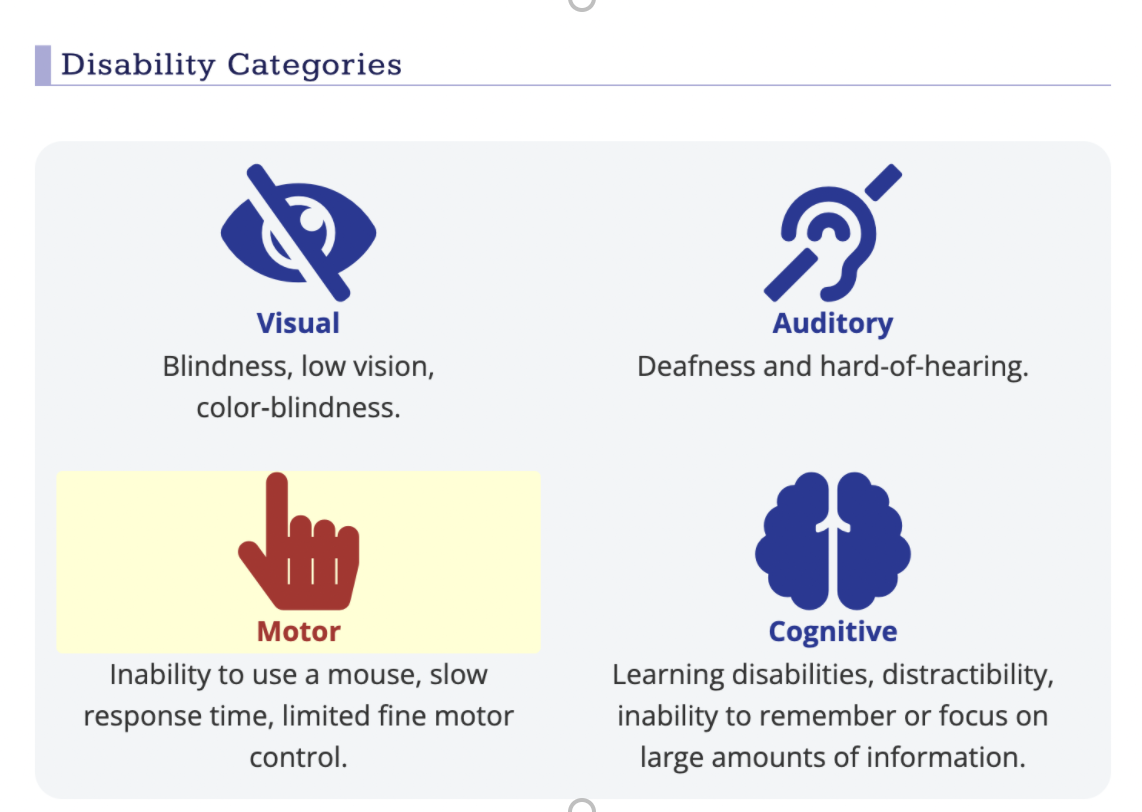 Disability Categories
Visual
Blindness, low vision,
color-blindness.
Auditory
Deafness and hard-of-hearing.
Motor
Inability to use a mouse, slow
response time, limited fine motor
control.
Cognitive
Learning disabilities, distractibility,
inability to remember or focus on
large amounts of information.